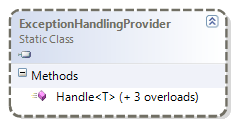 ExceptionHandlingProvider
Static Class
Methods
Handle<T> (+ 3 overloads)